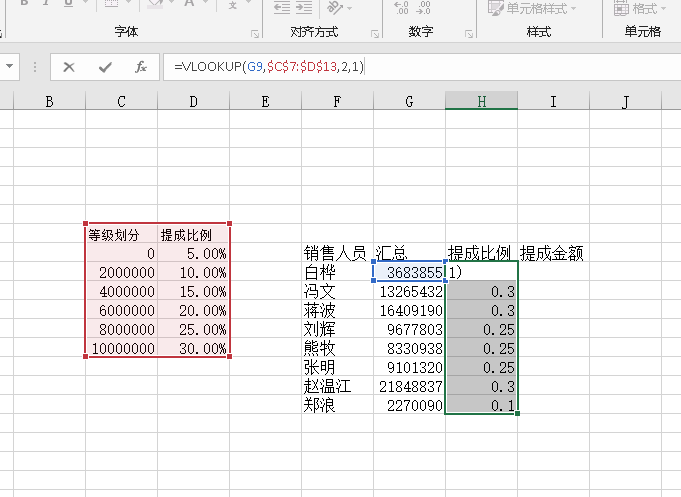 B I U A 文 .00 .0 .00 单元格样式 格式
字体 对齐方式 数字 样式 单元格
=VLOOKUP(G9,$C$7:$D$13,2,1)
B C D E F G H I J
等级划分 提成比例
销售人员 汇总 提成比例 提成金额
0 5.00%
白桦 3683855 1)
2000000 10.00%
冯文 13265432 0.3
4000000 15.00%
蒋波 16409190 0.3
6000000 20.00%
刘辉 9677803 0.25
8000000 25.00%
熊牧 8330938 0.25
10000000 30.00%
张明 9101320 0.25
赵温江 21848837 0.3
郑浪 2270090 0.1